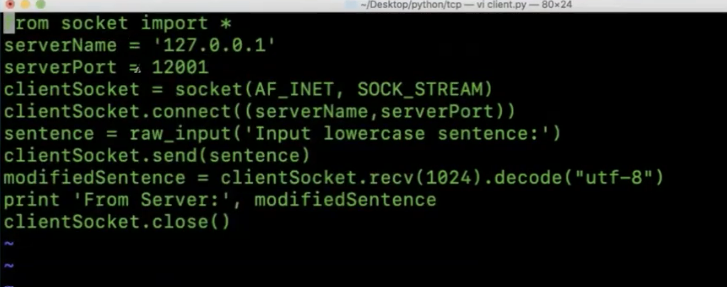 ~/Desktop/python/tcp — vi client.py — 80×24
from socket import *
serverName = '127.0.0.1'
serverPort = 12001
clientSocket = socket(AF_INET, SOCK_STREAM)
clientSocket.connect((serverName,serverPort))
sentence = raw_input('Input lowercase sentence:')
clientSocket.send(sentence)
modifiedSentence = clientSocket.recv(1024).decode("utf-8")
print 'From Server:', modifiedSentence
clientSocket.close()
~
~
~